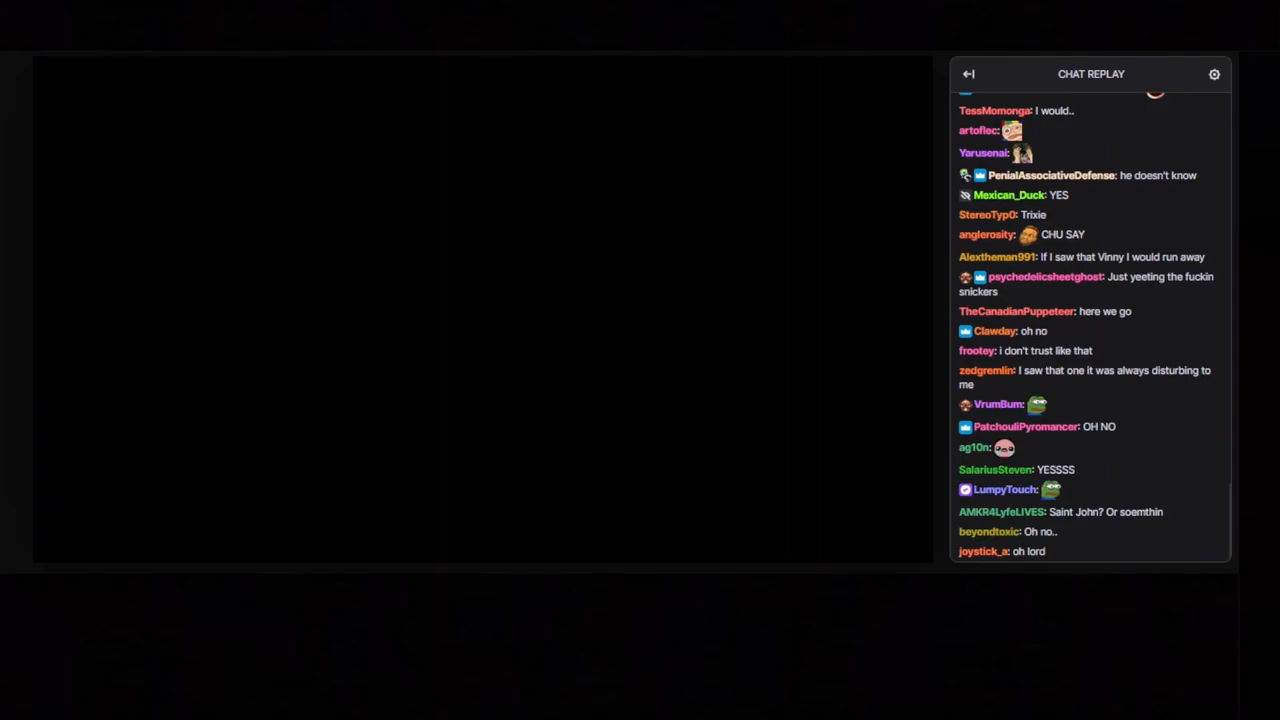 CHAT REPLAY
TessMomonga: I would..
artoflec:
Yarusenai:
PenialAssociativeDefense: he doesn't know
Mexican_Duck: YES
StereoTyp0: Trixie
anglerosity: CHU SAY
Alextheman991: If I saw that Vinny I would run away
psychedelicsheetghost: Just yeeting the fuckin
snickers
TheCanadianPuppeteer: here we go
Clawday: oh no
frootey: i don't trust like that
zedgremlin: I saw that one it was always disturbing to
me
VrumBum:
PatchouliPyromancer: OH NO
ag10n:
SalariusSteven: YESSSS
LumpyTouch:
AMKR4LyfeLIVES: Saint John? Or soemthin
beyondtoxic: Oh no..
joystick_a: oh lord